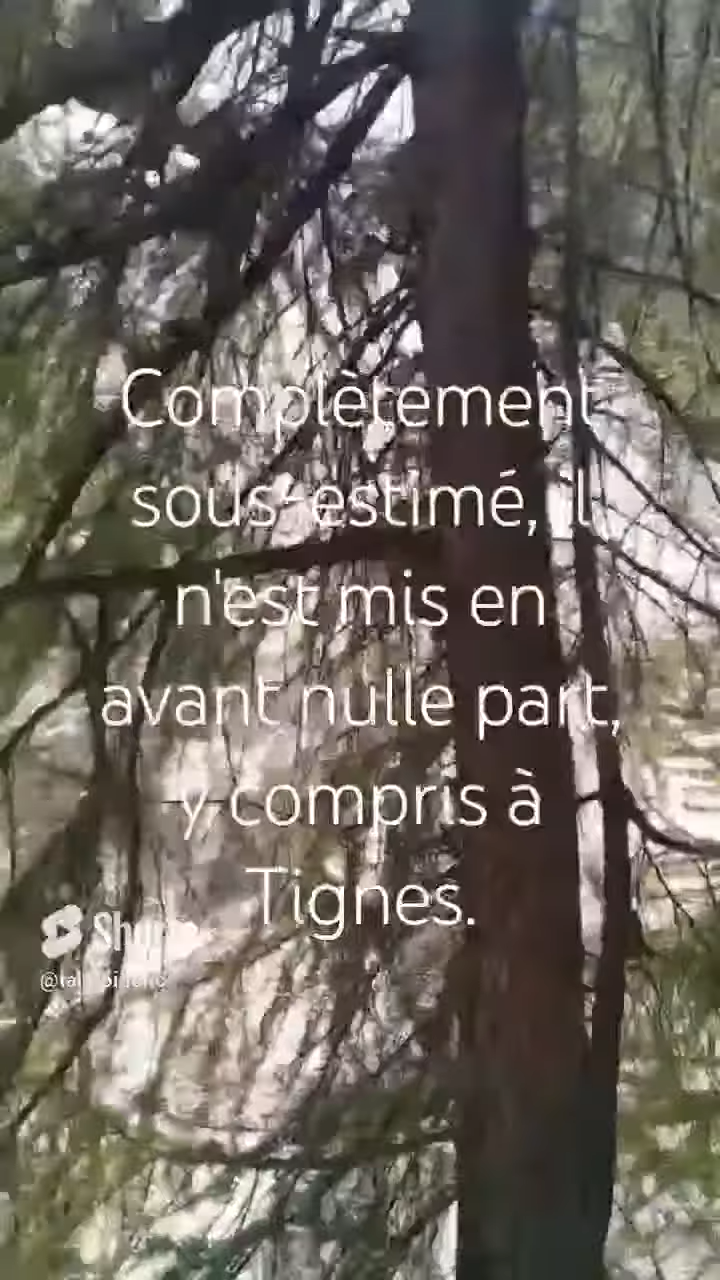 Complètement
sous-estimé, il
n'est mis en
avant nulle part,
y compris à
Tignes.